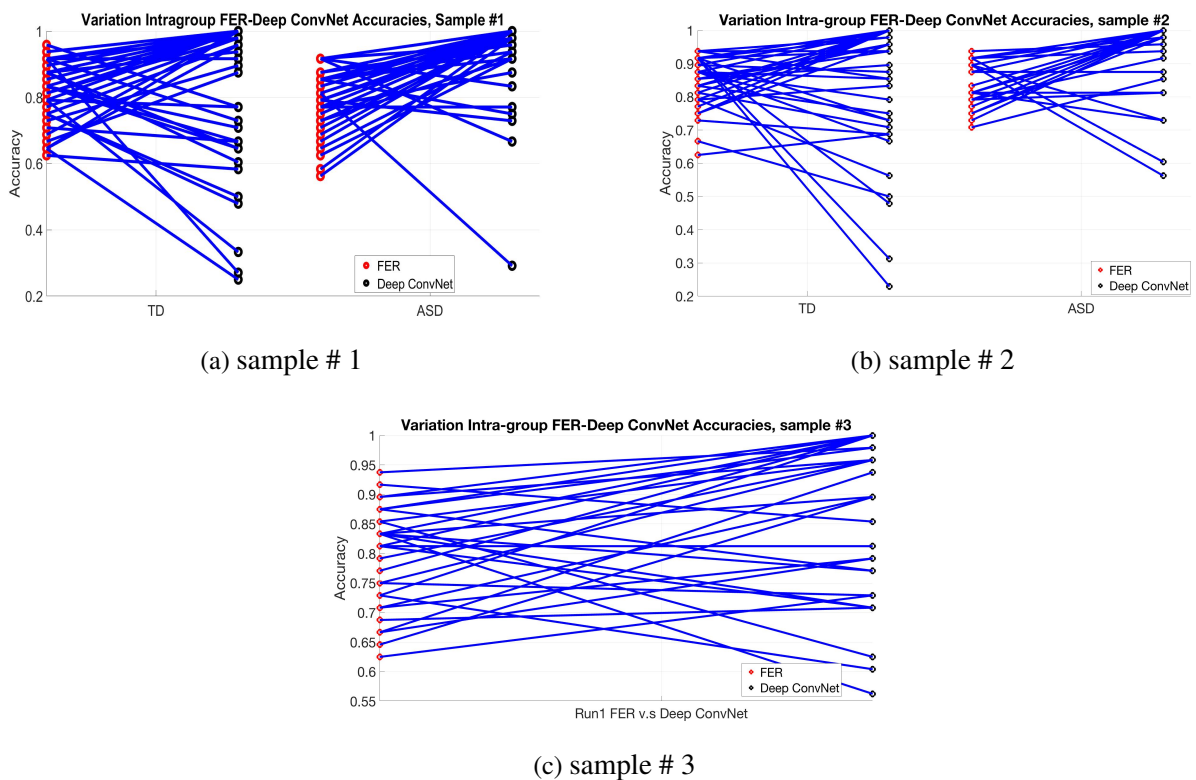 Variation Intragroup FER-Deep ConvNet Accuracies, Sample #1
1
0.8
0.6
0.4
0.2
Accuracy
TD
ASD
FER
Deep ConvNet
(a) sample # 1
Variation Intra-group FER-Deep ConvNet Accuracies, sample #2
1
0.9
0.8
0.7
0.6
0.5
0.4
0.3
0.2
Accuracy
TD
ASD
FER
Deep ConvNet
(b) sample # 2
Variation Intra-group FER-Deep ConvNet Accuracies, sample #3
1
0.95
0.9
0.85
0.8
0.75
0.7
0.65
0.6
0.55
Accuracy
FER
Deep ConvNet
Run1 FER v.s Deep ConvNet
(c) sample # 3